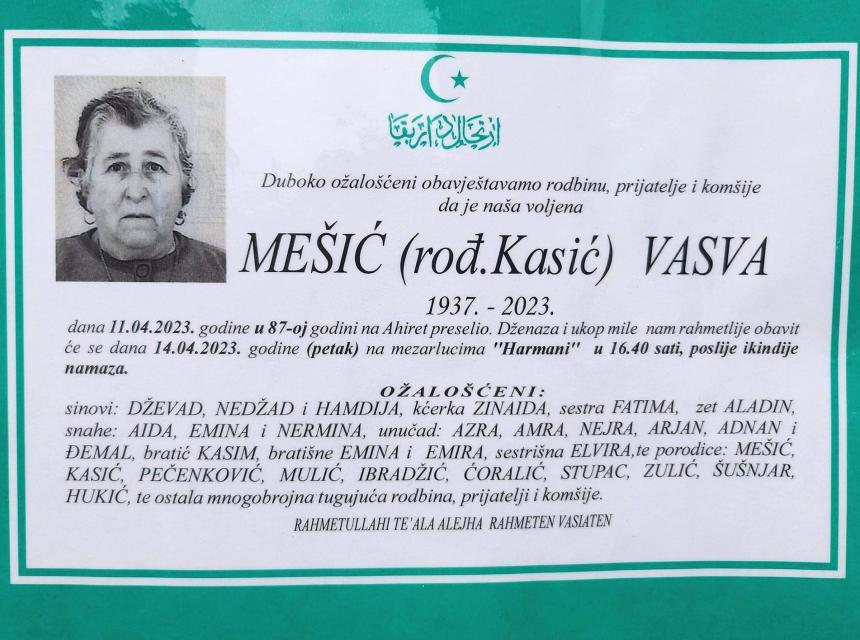 Duboko ožalošćeni obavještavamo rodbinu, prijatelje i komšije
da je naša voljena
MEŠIĆ (rođ.Kasić) VASVA
1937. - 2023.
dana 11.04.2023. godine u 87-oj godini na Ahiret preselio. Dženaza i ukop mile nam rahmetlije obavit
će se dana 14.04.2023. godine (petak) na mezarlucima "Harmani" u 16.40 sati, poslije ikindije
namaza.
OŽALOŠĆENI:
sinovi: DŽEVAD, NEDŽAD i HAMDIJA, kćerka ZINAIDA, sestra FATIMA, zet ALADIN,
snahe: AIDA, EMINA i NERMINA, unučad: AZRA, AMRA, NEJRA, ARJAN, ADNAN i
ĐEMAL, bratić KASIM, bratišne EMINA i EMIRA, sestrišna ELVIRA,te porodice: MEŠIĆ,
KASIĆ, PEČENKOVIĆ, MULIĆ, IBRADŽIĆ, ĆORALIĆ, STUPAC, ZULIĆ, ŠUŠNJAR,
HUKIĆ, te ostala mnogobrojna tugujuća rodbina, prijatelji i komšije.
RAHMETULLAHI TE'ALA ALEJHA RAHMETEN VASIATEN